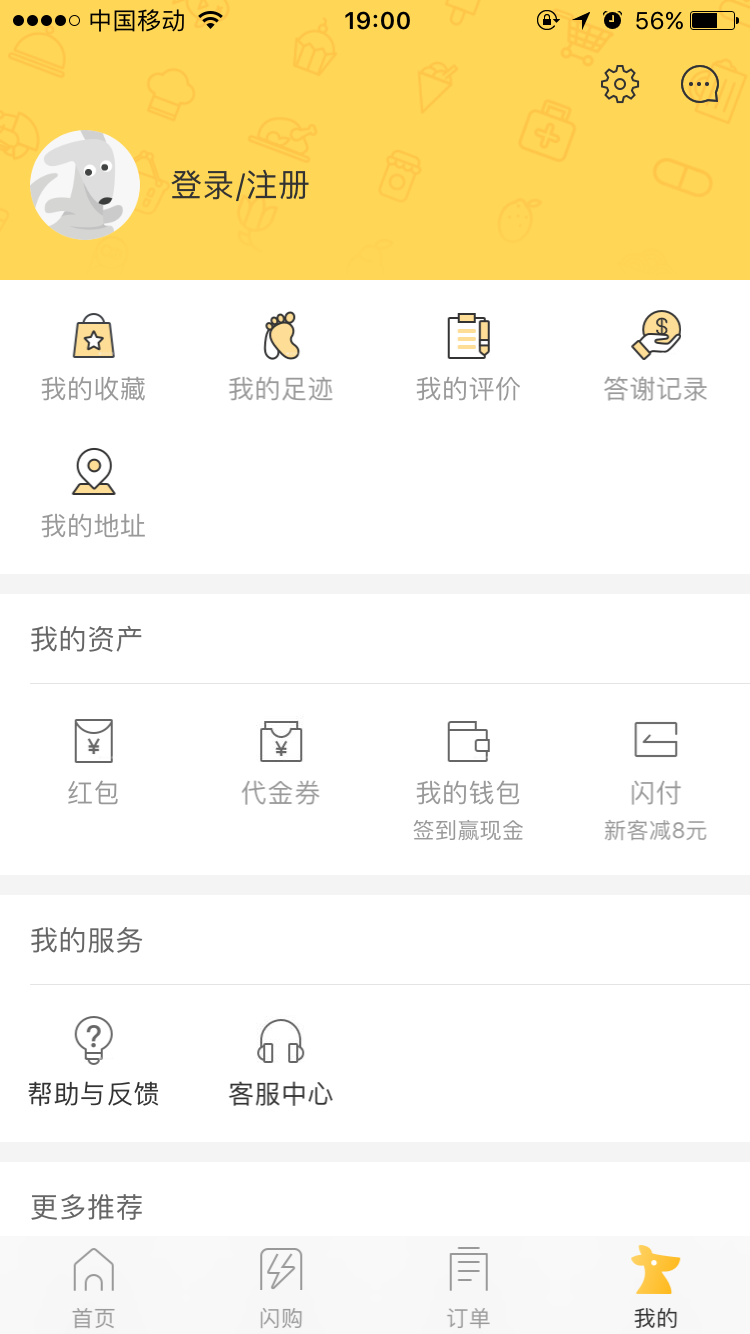 中国移动 19:00 56%
登录/注册
我的收藏 我的足迹 我的评价 答谢记录
我的地址
我的资产
红包 代金券 我的钱包 闪付
签到赢现金 新客减8元
我的服务
帮助与反馈 客服中心
更多推荐
首页 闪购 订单 我的